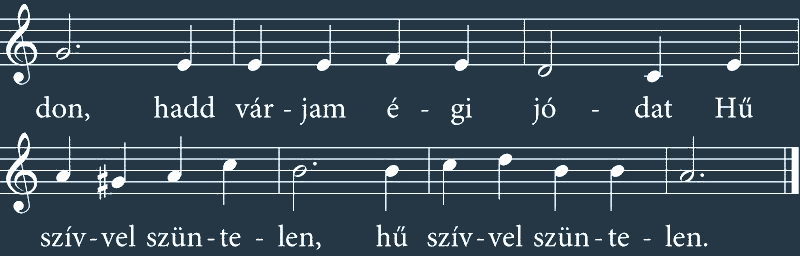 don, hadd vár - jam é - gi jó - dat Hű
szív - vel szün - te - len, hű szív - vel szün - te - len.